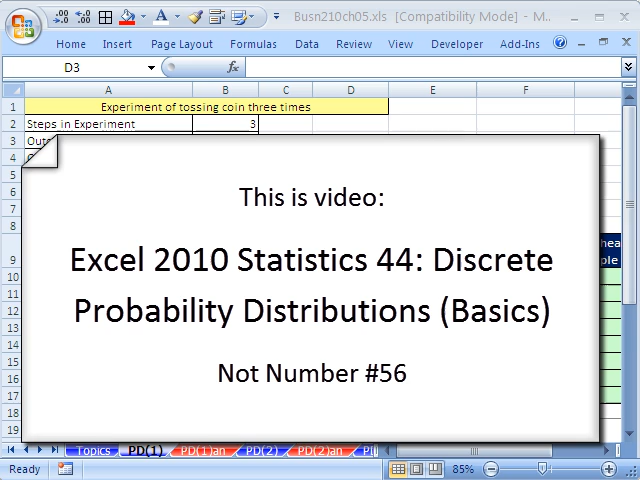 Busn210ch05.xls [Compatibility Mode] - M..
Home Insert Page Layout Formulas Data Review View Developer Add-Ins
D3
A B C D E F
1 Experiment of tossing coin three times
2 Steps in Experiment 3
3
4
5
6
7
8
9
10
11
12
13
14
15
16
17
18
This is video:
Excel 2010 Statistics 44: Discrete
Probability Distributions (Basics)
Not Number #56
Topics PD(1) PD(1)an PD(2) PD(2)an
Ready 85%